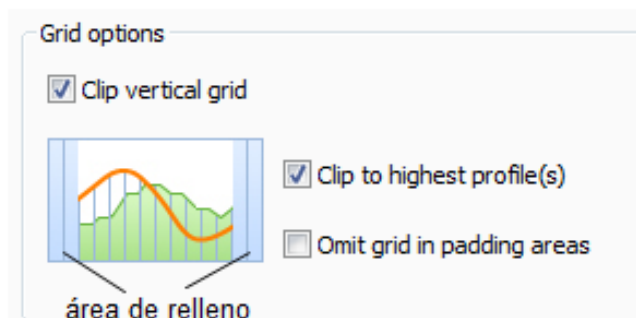 Grid options
Clip vertical grid
Clip to highest profile(s)
Omit grid in padding areas
área de relleno